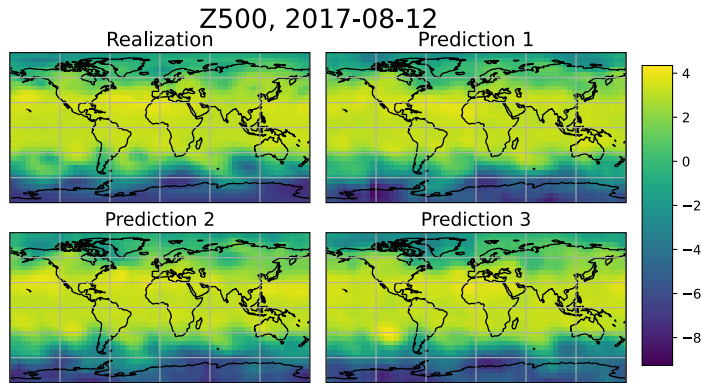 Z500, 2017-08-12
Realization
Prediction 1
Prediction 2
Prediction 3
4
2
0
−2
−4
−6
−8